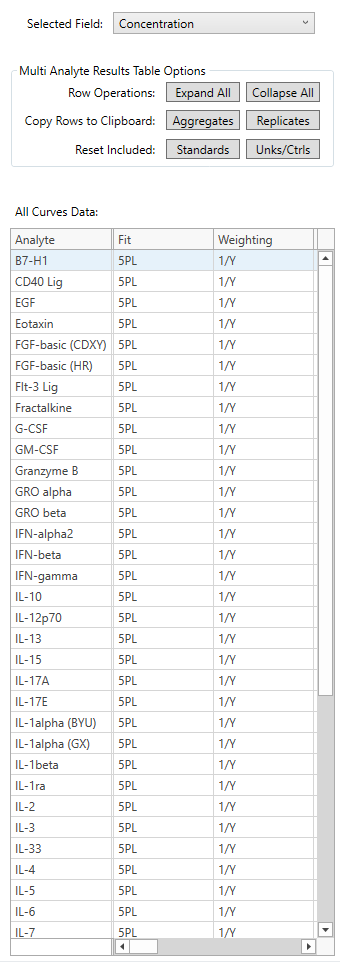 Selected Field: Concentration
Multi Analyte Results Table Options
Row Operations: Expand All Collapse All
Copy Rows to Clipboard: Aggregates Replicates
Reset Included: Standards Unks/Ctrls
All Curves Data:
Analyte Fit Weighting
B7-H1 5PL 1/Y
CD40 Lig 5PL 1/Y
EGF 5PL 1/Y
Eotaxin 5PL 1/Y
FGF-basic (CDXY) 5PL 1/Y
FGF-basic (HR) 5PL 1/Y
Flt-3 Lig 5PL 1/Y
Fractalkine 5PL 1/Y
G-CSF 5PL 1/Y
GM-CSF 5PL 1/Y
Granzyme B 5PL 1/Y
GRO alpha 5PL 1/Y
GRO beta 5PL 1/Y
IFN-alpha2 5PL 1/Y
IFN-beta 5PL 1/Y
IFN-gamma 5PL 1/Y
IL-10 5PL 1/Y
IL-12p70 5PL 1/Y
IL-13 5PL 1/Y
IL-15 5PL 1/Y
IL-17A 5PL 1/Y
IL-17E 5PL 1/Y
IL-1alpha (BYU) 5PL 1/Y
IL-1alpha (GX) 5PL 1/Y
IL-1beta 5PL 1/Y
IL-1ra 5PL 1/Y
IL-2 5PL 1/Y
IL-3 5PL 1/Y
IL-33 5PL 1/Y
IL-4 5PL 1/Y
IL-5 5PL 1/Y
IL-6 5PL 1/Y
IL-7 5PL 1/Y